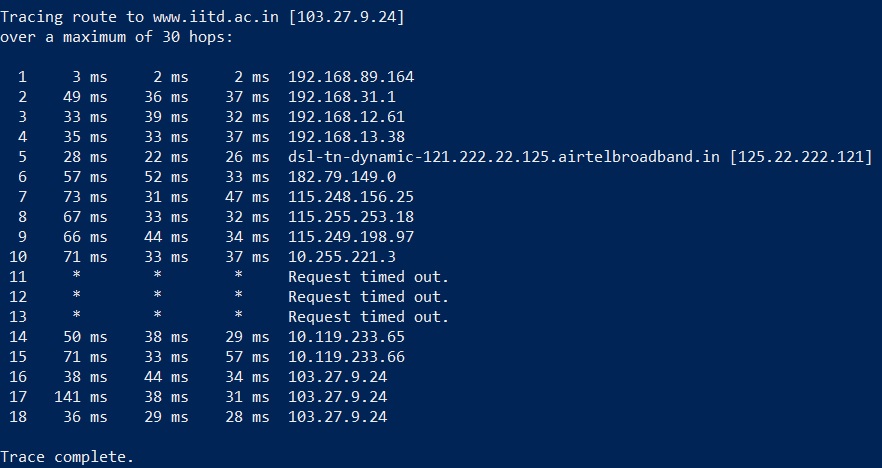 Tracing route to www.iitd.ac.in [103.27.9.24]
over a maximum of 30 hops:
1 3 ms 2 ms 2 ms 192.168.89.164
2 49 ms 36 ms 37 ms 192.168.31.1
3 33 ms 39 ms 32 ms 192.168.12.61
4 35 ms 33 ms 37 ms 192.168.13.38
5 28 ms 22 ms 26 ms dsl-tn-dynamic-121.222.22.125.airtelbroadband.in [125.22.222.121]
6 57 ms 52 ms 33 ms 182.79.149.0
7 73 ms 31 ms 47 ms 115.248.156.25
8 67 ms 33 ms 32 ms 115.255.253.18
9 66 ms 44 ms 34 ms 115.249.198.97
10 71 ms 33 ms 37 ms 10.255.221.3
11 * * * Request timed out.
12 * * * Request timed out.
13 * * * Request timed out.
14 50 ms 38 ms 29 ms 10.119.233.65
15 71 ms 33 ms 57 ms 10.119.233.66
16 38 ms 44 ms 34 ms 103.27.9.24
17 141 ms 38 ms 31 ms 103.27.9.24
18 36 ms 29 ms 28 ms 103.27.9.24
Trace complete.